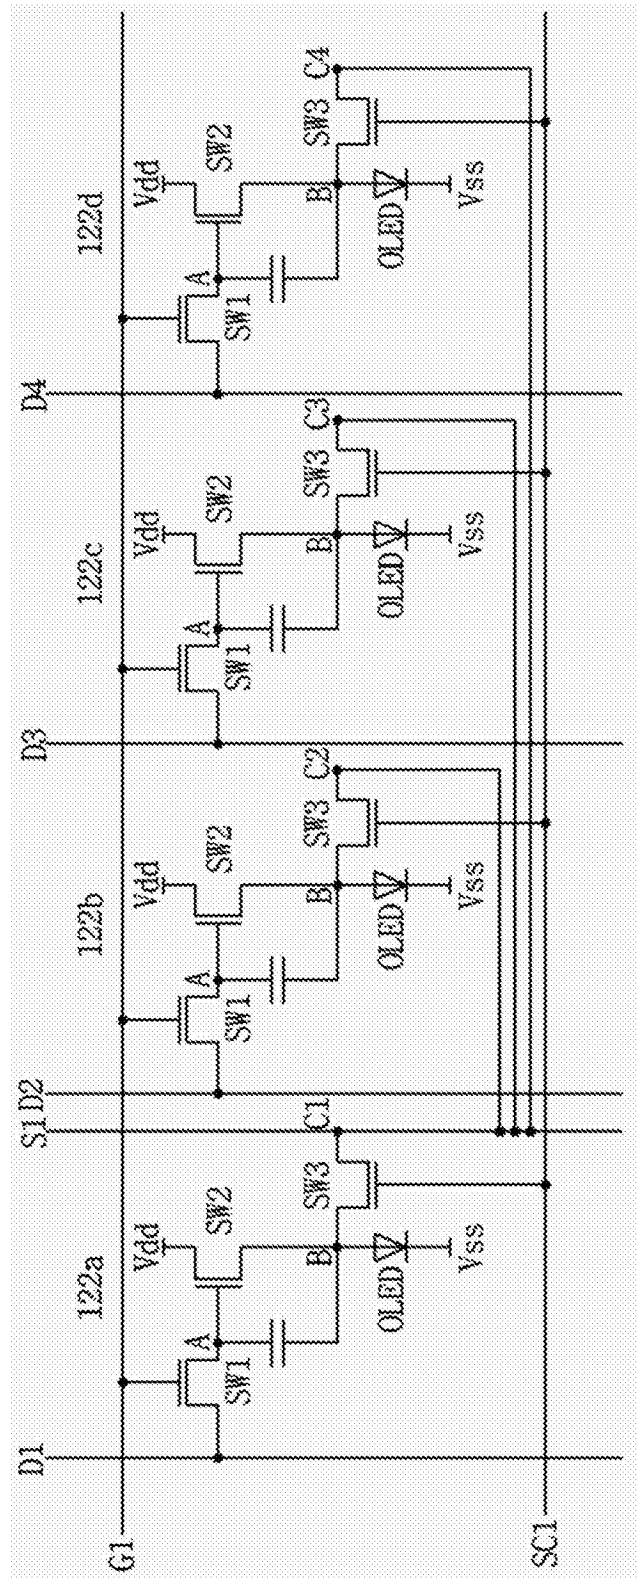 D1
S1
D2
D3
D4
122a
122b
122c
122d
G1
Vdd
Vdd
Vdd
Vdd
SW2
SW2
SW2
SW2
A
A
A
A
SW1
SW1
SW1
SW1
B
C1
B
C2
B
C3
B
C4
SW3
SW3
SW3
SW3
OLED
OLED
OLED
OLED
Vss
Vss
Vss
Vss
SC1